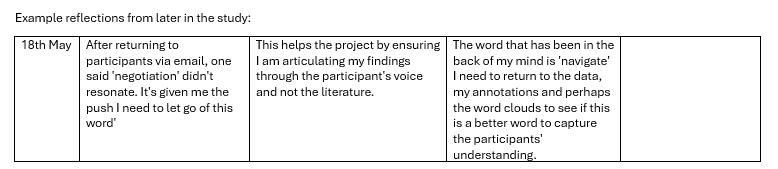 Example reflections from later in the study:
18th May
After returning to
participants via email, one
said 'negotiation' didn't
resonate. It's given me the
push I need to let go of this
word'
This helps the project by ensuring
I am articulating my findings
through the participant's voice
and not the literature.
The word that has been in the
back of my mind is 'navigate'
I need to return to the data,
my annotations and perhaps
the word clouds to see if this
is a better word to capture
the participants'
understanding.